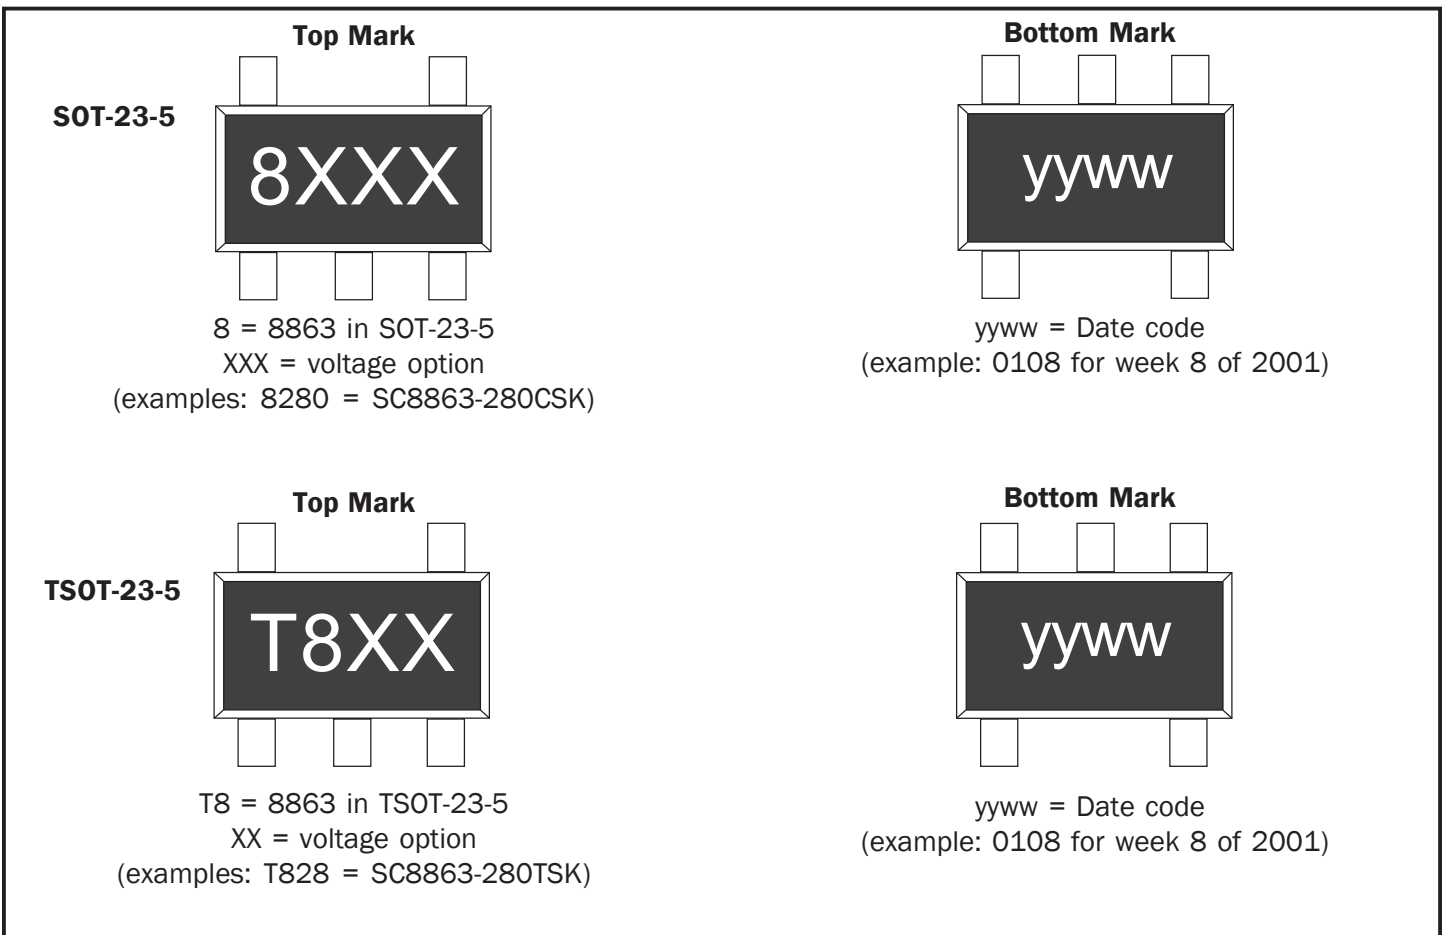 Top Mark
SOT-23-5
8XXX
8 = 8863 in SOT-23-5
XXX = voltage option
(examples: 8280 = SC8863-280CSK)
Bottom Mark
yyww
yyww = Date code
(example: 0108 for week 8 of 2001)
Top Mark
TSOT-23-5
T8XX
T8 = 8863 in TSOT-23-5
XX = voltage option
(examples: T828 = SC8863-280TSK)
Bottom Mark
yyww
yyww = Date code
(example: 0108 for week 8 of 2001)